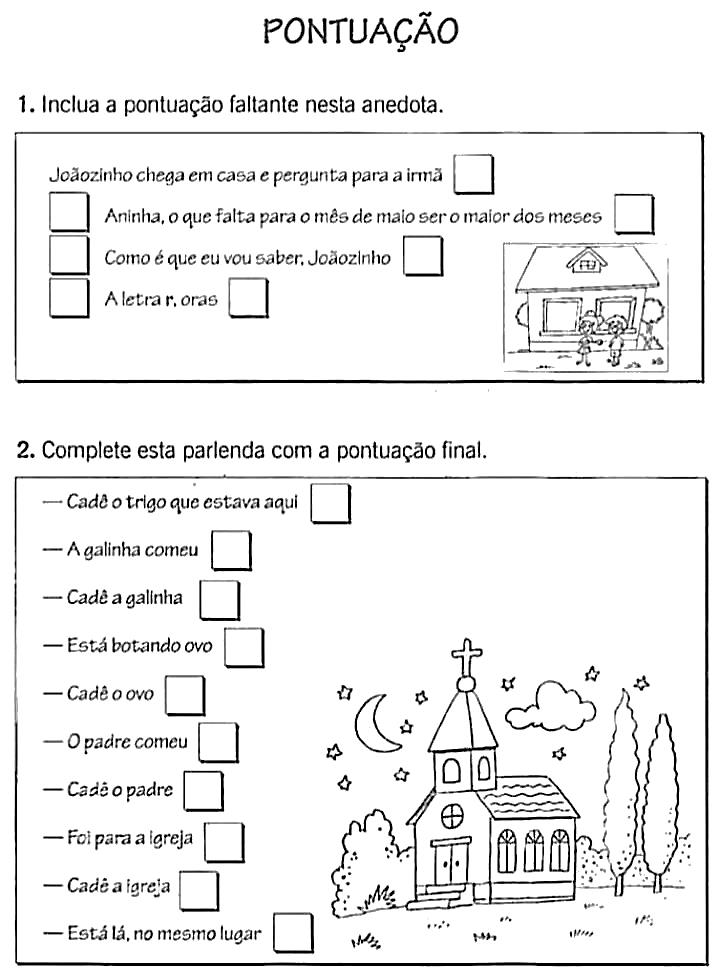 PONTUAÇÃO
1. Inclua a pontuação faltante nesta anedota.
Joãozinho chega em casa e pergunta para a irmã
Aninha, o que falta para o mês de maio ser o maior dos meses
Como é que eu vou saber, Joãozinho
A letra r, oras
2. Complete esta parlenda com a pontuação final.
— Cadê o trigo que estava aqui
— A galinha comeu
— Cadê a galinha
— Está botando ovo
— Cadê o ovo
— O padre comeu
— Cadê o padre
— Foi para a igreja
— Cadê a igreja
— Está lá, no mesmo lugar